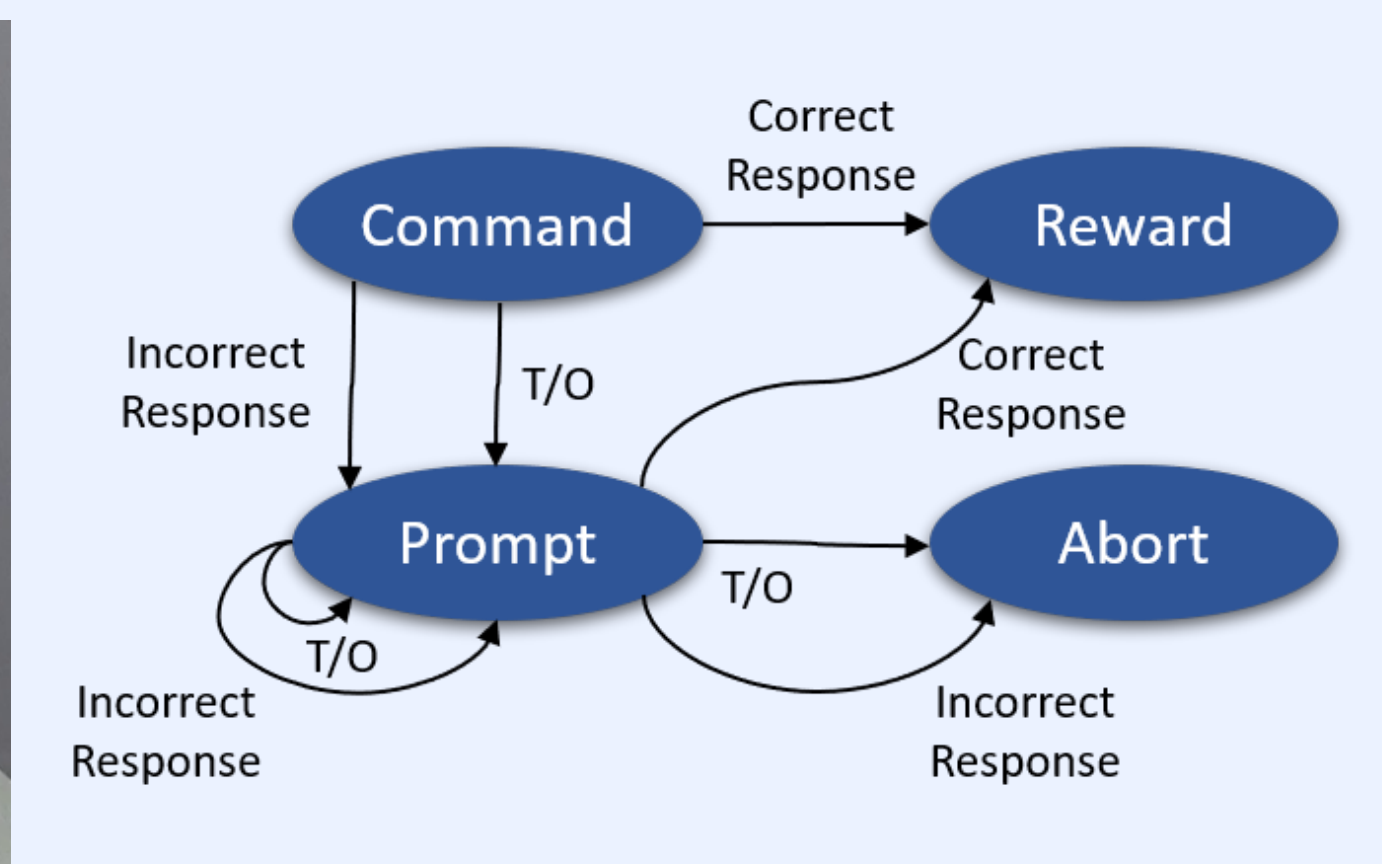 Correct
Response
Command
Reward
Incorrect
Response
T/O
Correct
Response
Prompt
Abort
T/O
T/O
Incorrect
Response
Incorrect
Response